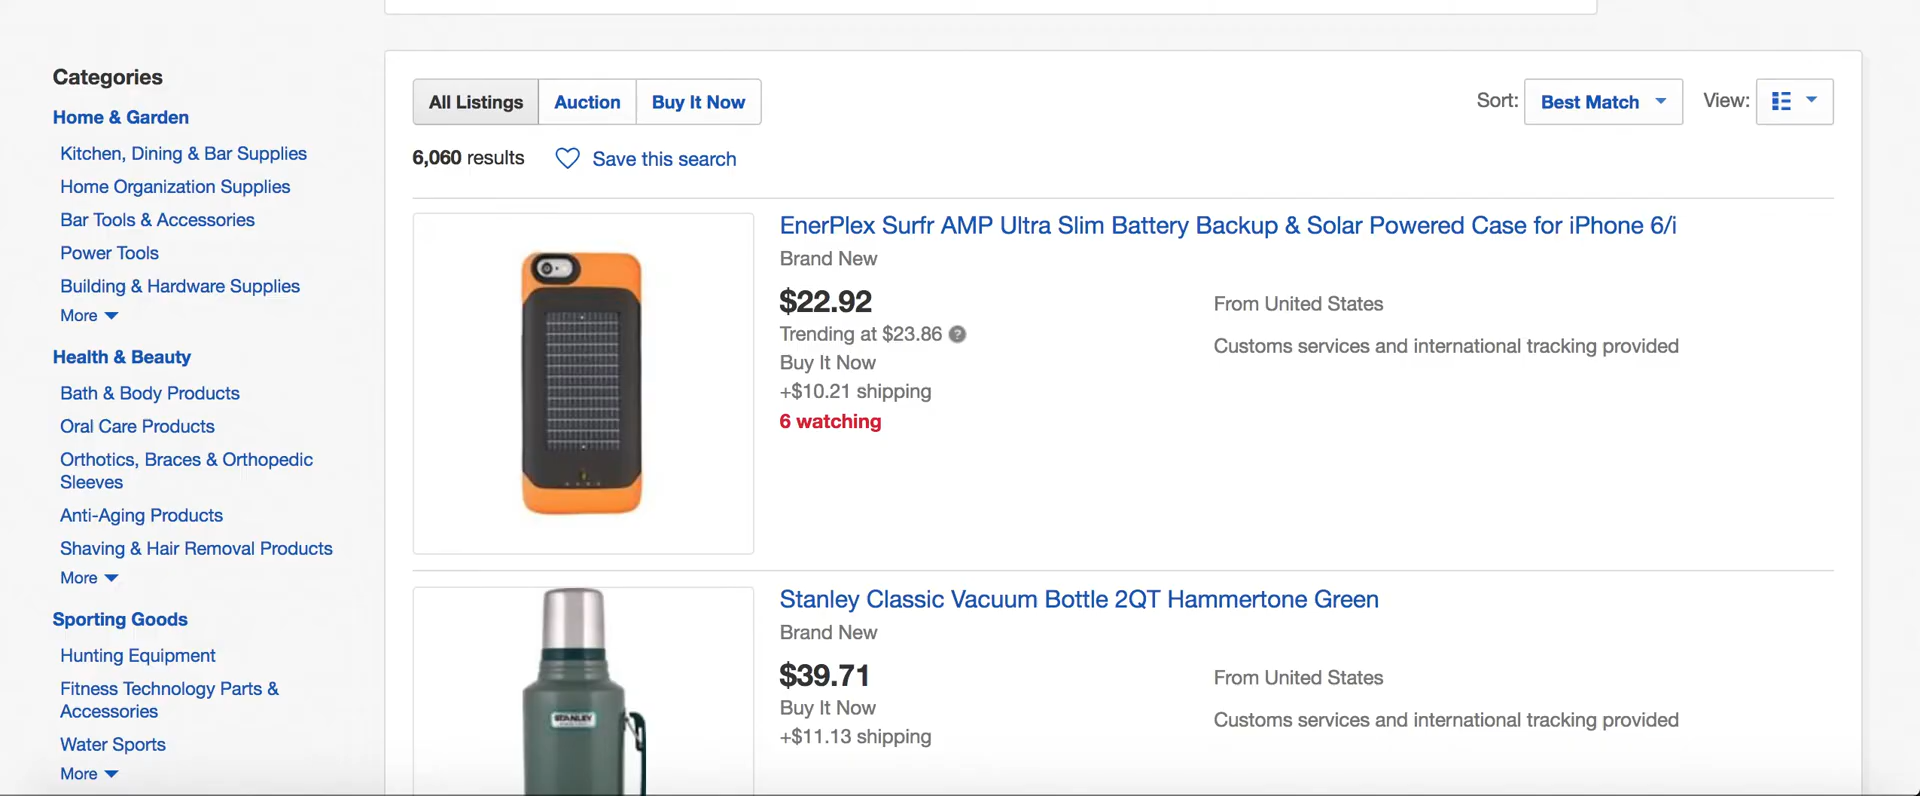 Categories
Home & Garden
Kitchen, Dining & Bar Supplies
Home Organization Supplies
Bar Tools & Accessories
Power Tools
Building & Hardware Supplies
More
Health & Beauty
Bath & Body Products
Oral Care Products
Orthotics, Braces & Orthopedic
Sleeves
Anti-Aging Products
Shaving & Hair Removal Products
More
Sporting Goods
Hunting Equipment
Fitness Technology Parts &
Accessories
Water Sports
More
All Listings Auction Buy It Now
Sort: Best Match View:
6,060 results Save this search
EnerPlex Surfr AMP Ultra Slim Battery Backup & Solar Powered Case for iPhone 6/i
Brand New
$22.92
Trending at $23.86 ?
Buy It Now
+$10.21 shipping
6 watching
From United States
Customs services and international tracking provided
STANLEY
Stanley Classic Vacuum Bottle 2QT Hammertone Green
Brand New
$39.71
Buy It Now
+$11.13 shipping
From United States
Customs services and international tracking provided